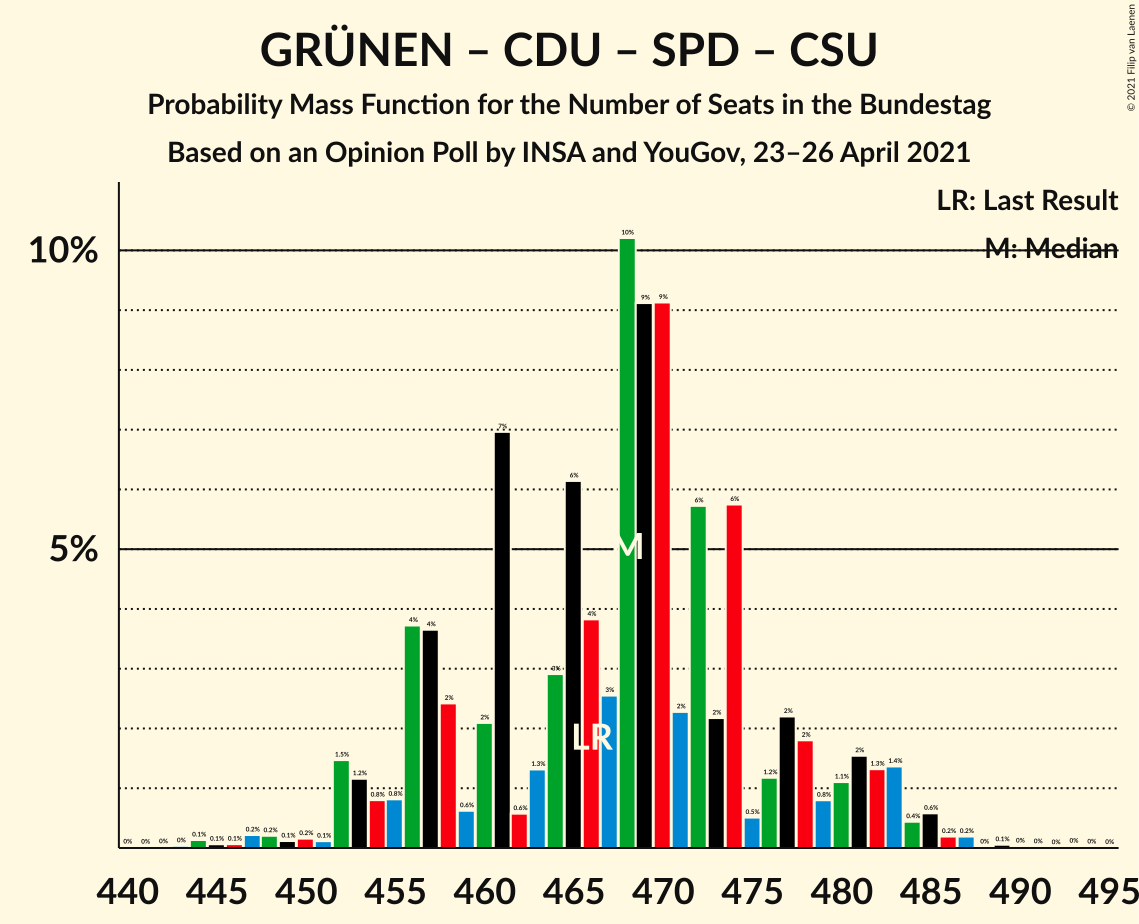 GRÜNEN – CDU – SPD – CSU
Probability Mass Function for the Number of Seats in the Bundestag
Based on an Opinion Poll by INSA and YouGov, 23–26 April 2021
© 2021 Filip van Laenen
LR: Last Result
M: Median
10%
5%
0% 0% 0% 0% 0.1% 0.1% 0.1% 0.2% 0.2% 0.1% 0.2% 0.1% 1.5% 1.2% 0.8% 0.8% 4% 4% 2% 0.6% 2% 7% 0.6% 1.3% 3% 6% 4% 3% 10% 9% 9% 2% 6% 2% 6% 0.5% 1.2% 2% 2% 0.8% 1.1% 2% 1.3% 1.4% 0.4% 0.6% 0.2% 0.2% 0% 0.1% 0% 0% 0% 0% 0% 0%
M
LR
440 445 450 455 460 465 470 475 480 485 490 495